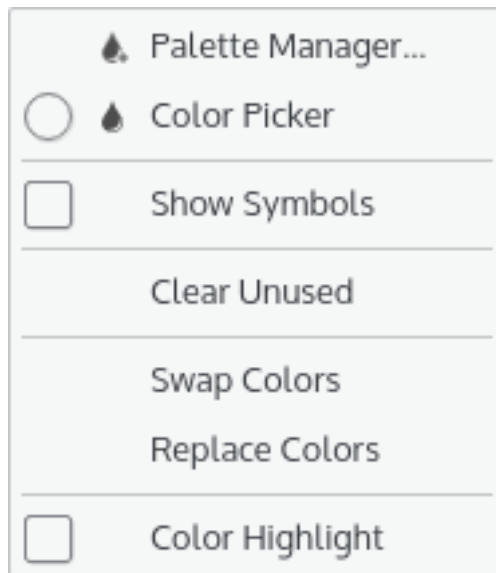 Palette Manager...
Color Picker
Show Symbols
Clear Unused
Swap Colors
Replace Colors
Color Highlight